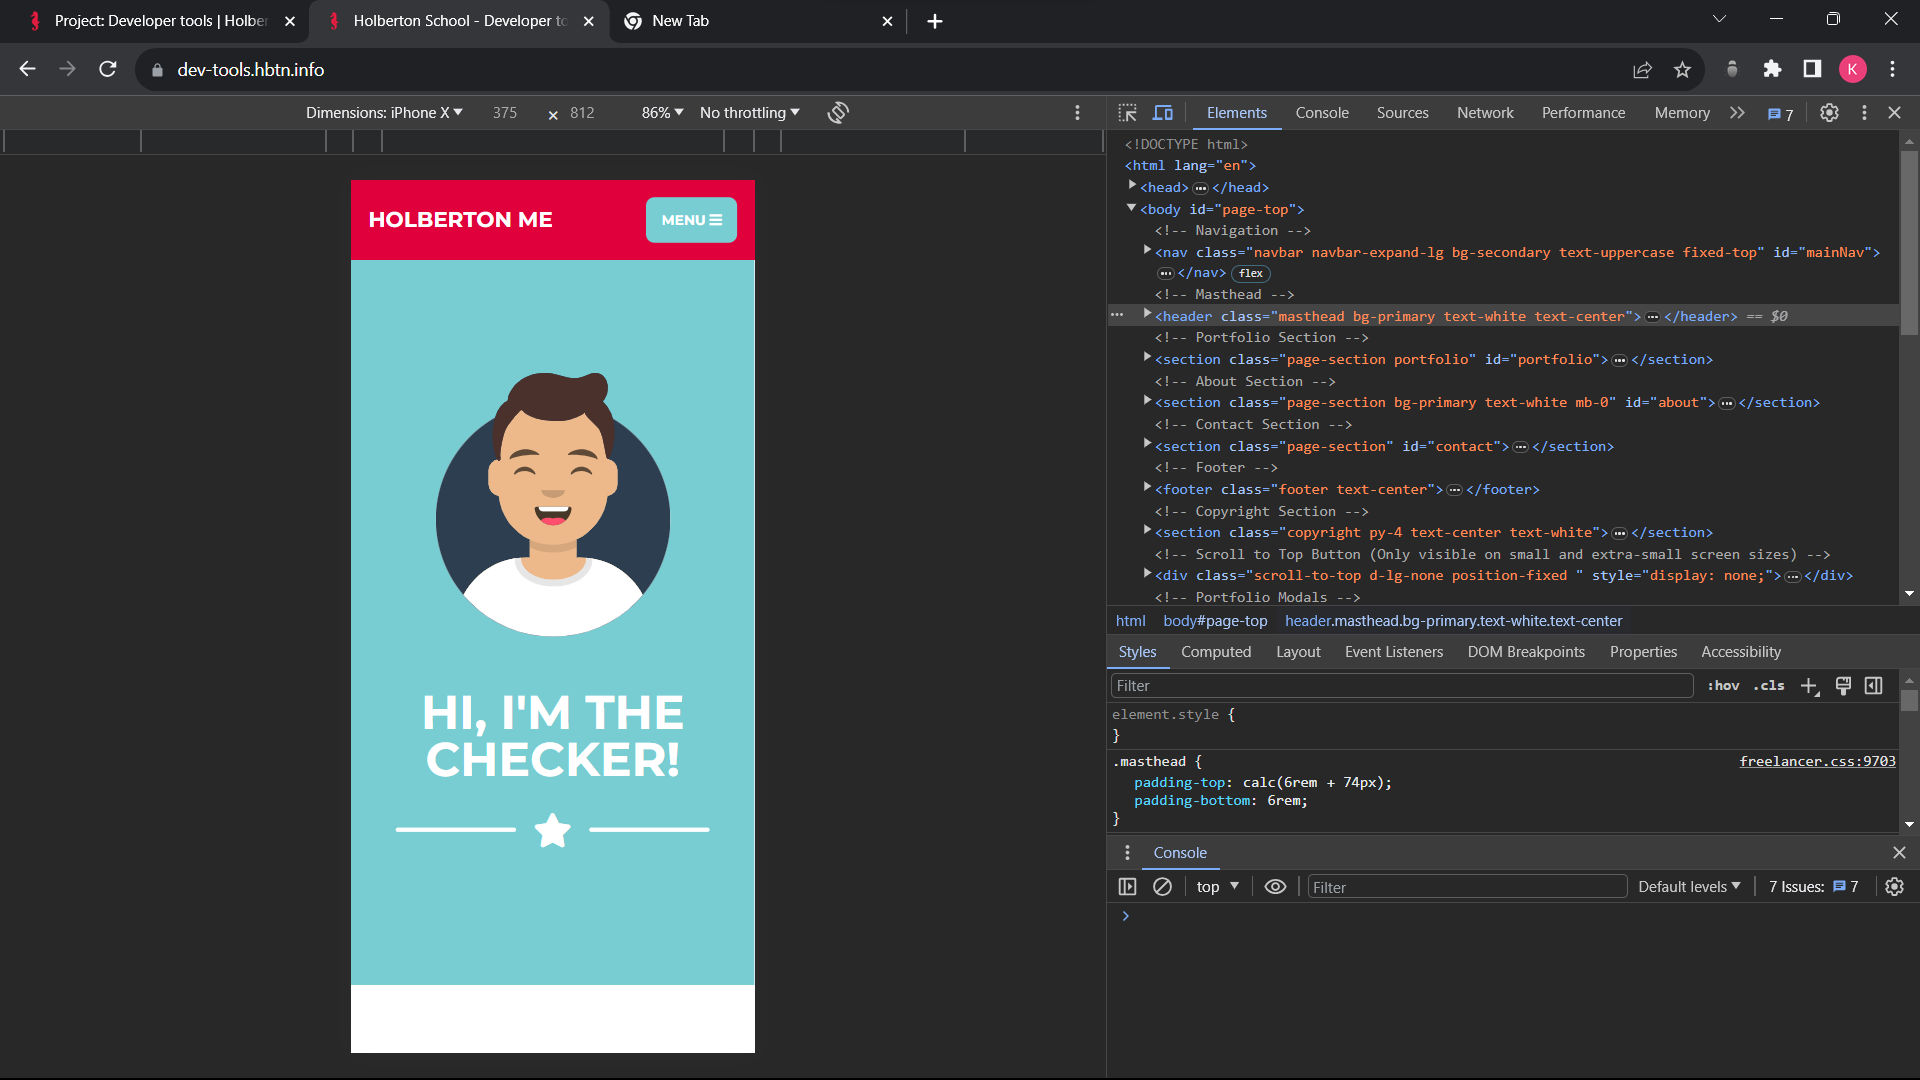 Project: Developer tools | Holber
Holberton School - Developer to
New Tab
dev-tools.hbtn.info
K
Dimensions: iPhone X
375 × 812
86%
No throttling
HOLBERTON ME
MENU
HI, I'M THE
CHECKER!
Elements Console Sources Network Performance Memory 7
<!DOCTYPE html>
<html lang="en">
<head>…</head>
<body id="page-top">
<!-- Navigation -->
<nav class="navbar navbar-expand-lg bg-secondary text-uppercase fixed-top" id="mainNav">
…</nav> flex
<!-- Masthead -->
<header class="masthead bg-primary text-white text-center">…</header> == $0
<!-- Portfolio Section -->
<section class="page-section portfolio" id="portfolio">…</section>
<!-- About Section -->
<section class="page-section bg-primary text-white mb-0" id="about">…</section>
<!-- Contact Section -->
<section class="page-section" id="contact">…</section>
<!-- Footer -->
<footer class="footer text-center">…</footer>
<!-- Copyright Section -->
<section class="copyright py-4 text-center text-white">…</section>
<!-- Scroll to Top Button (Only visible on small and extra-small screen sizes) -->
<div class="scroll-to-top d-lg-none position-fixed " style="display: none;">…</div>
<!-- Portfolio Modals -->
html body#page-top header.masthead.bg-primary.text-white.text-center
Styles Computed Layout Event Listeners DOM Breakpoints Properties Accessibility
Filter :hov .cls
element.style {
}
.masthead { freelancer.css:9703
padding-top: calc(6rem + 74px);
padding-bottom: 6rem;
}
Console
top Filter Default levels 7 Issues: 7